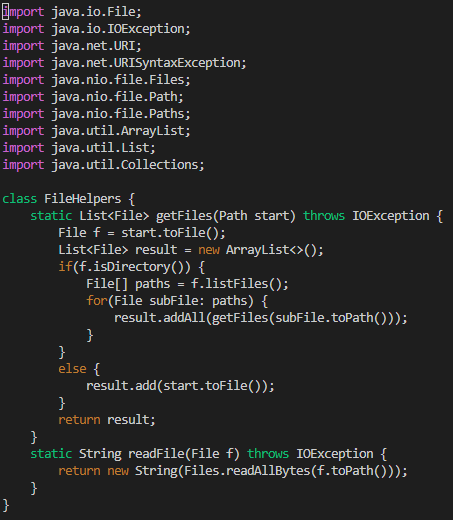 import java.io.File;
import java.io.IOException;
import java.net.URI;
import java.net.URISyntaxException;
import java.nio.file.Files;
import java.nio.file.Path;
import java.nio.file.Paths;
import java.util.ArrayList;
import java.util.List;
import java.util.Collections;

class FileHelpers {
    static List<File> getFiles(Path start) throws IOException {
        File f = start.toFile();
        List<File> result = new ArrayList<>();
        if(f.isDirectory()) {
            File[] paths = f.listFiles();
            for(File subFile: paths) {
                result.addAll(getFiles(subFile.toPath()));
            }
        }
        else {
            result.add(start.toFile());
        }
        return result;
    }
    static String readFile(File f) throws IOException {
        return new String(Files.readAllBytes(f.toPath()));
    }
}